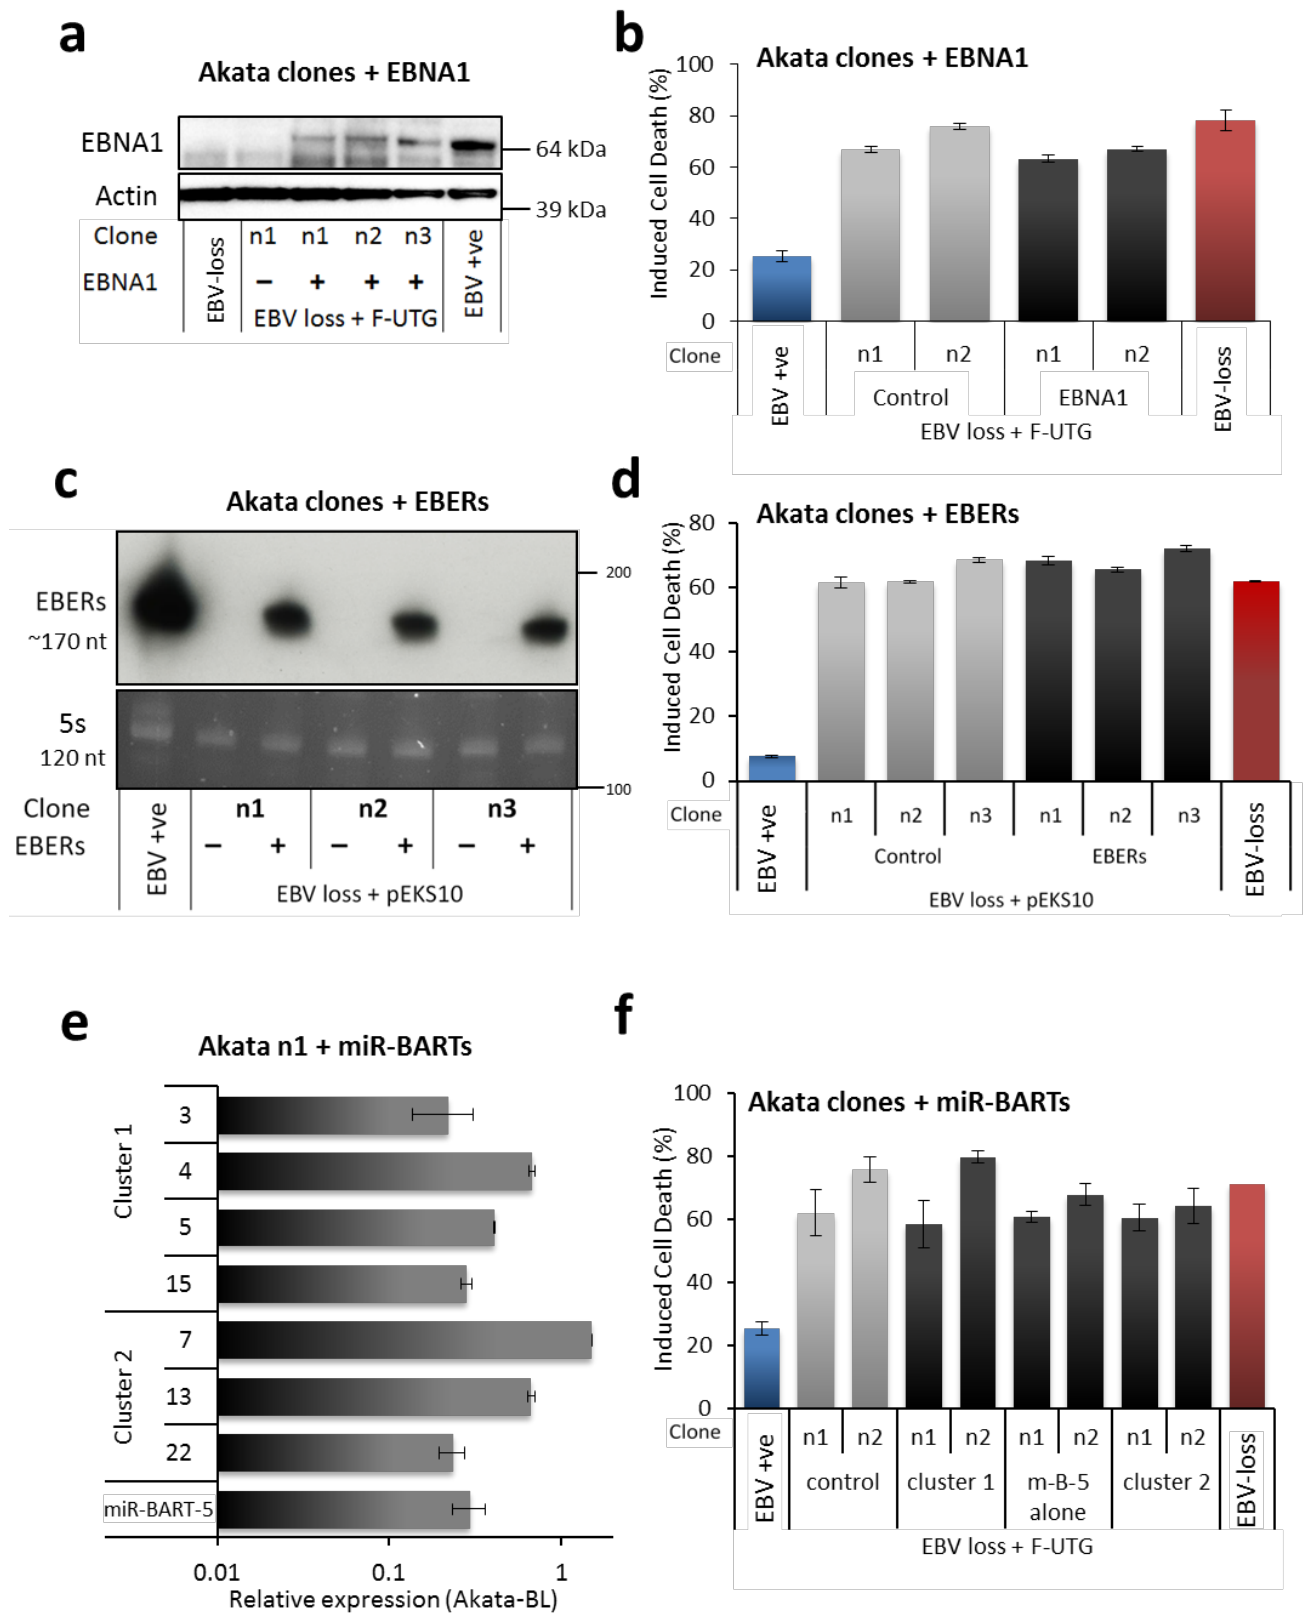 a
Akata clones + EBNA1
EBNA1
64 kDa
Actin
39 kDa
Clone n1 n1 n2 n3
EBNA1 – + + +
EBV-loss
EBV loss + F-UTG
EBV +ve
b
Akata clones + EBNA1
Induced Cell Death (%)
100
80
60
40
20
0
Clone n1 n2 n1 n2
EBV +ve
Control EBNA1
EBV-loss
EBV loss + F-UTG
c
Akata clones + EBERs
EBERs
~170 nt
200
5s
120 nt
100
Clone n1 n2 n3
EBERs – + – + – +
EBV +ve
EBV loss + pEKS10
d
Akata clones + EBERs
Induced Cell Death (%)
80
60
40
20
0
Clone n1 n2 n3 n1 n2 n3
EBV +ve
Control EBERs
EBV-loss
EBV loss + pEKS10
e
Akata n1 + miR-BARTs
Cluster 1
3
4
5
15
Cluster 2
7
13
22
miR-BART-5
0.01 0.1 1
Relative expression (Akata-BL)
f
Akata clones + miR-BARTs
Induced Cell Death (%)
100
80
60
40
20
0
Clone n1 n2 n1 n2 n1 n2 n1 n2
EBV +ve
control cluster 1 m-B-5 cluster 2
alone
EBV-loss
EBV loss + F-UTG